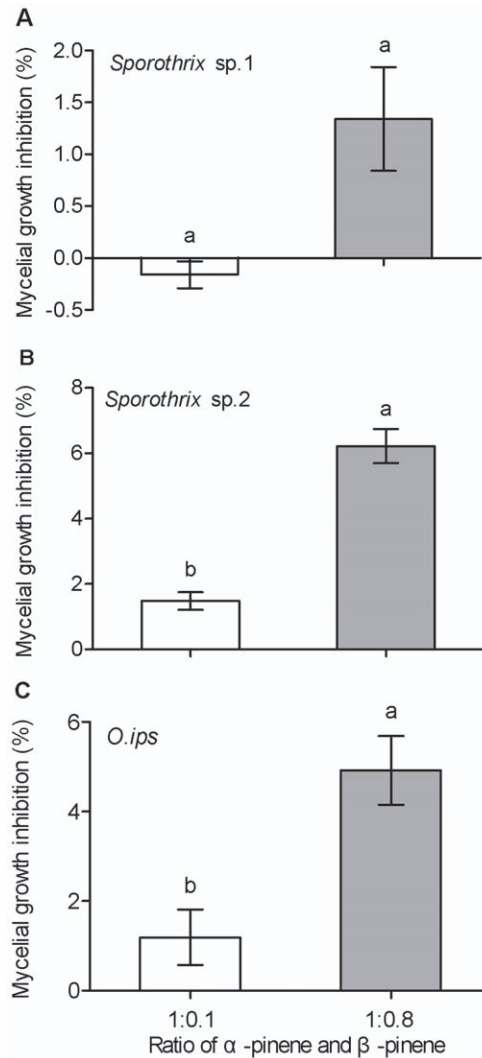 A
Mycelial growth inhibition (%)
2.0
1.5
1.0
0.5
0.0
-0.5
Sporothrix sp.1
a
a
B
Mycelial growth inhibition (%)
8
6
4
2
0
Sporothrix sp.2
b
a
C
Mycelial growth inhibition (%)
6
4
2
0
O.ips
b
a
1:0.1
1:0.8
Ratio of α -pinene and β -pinene